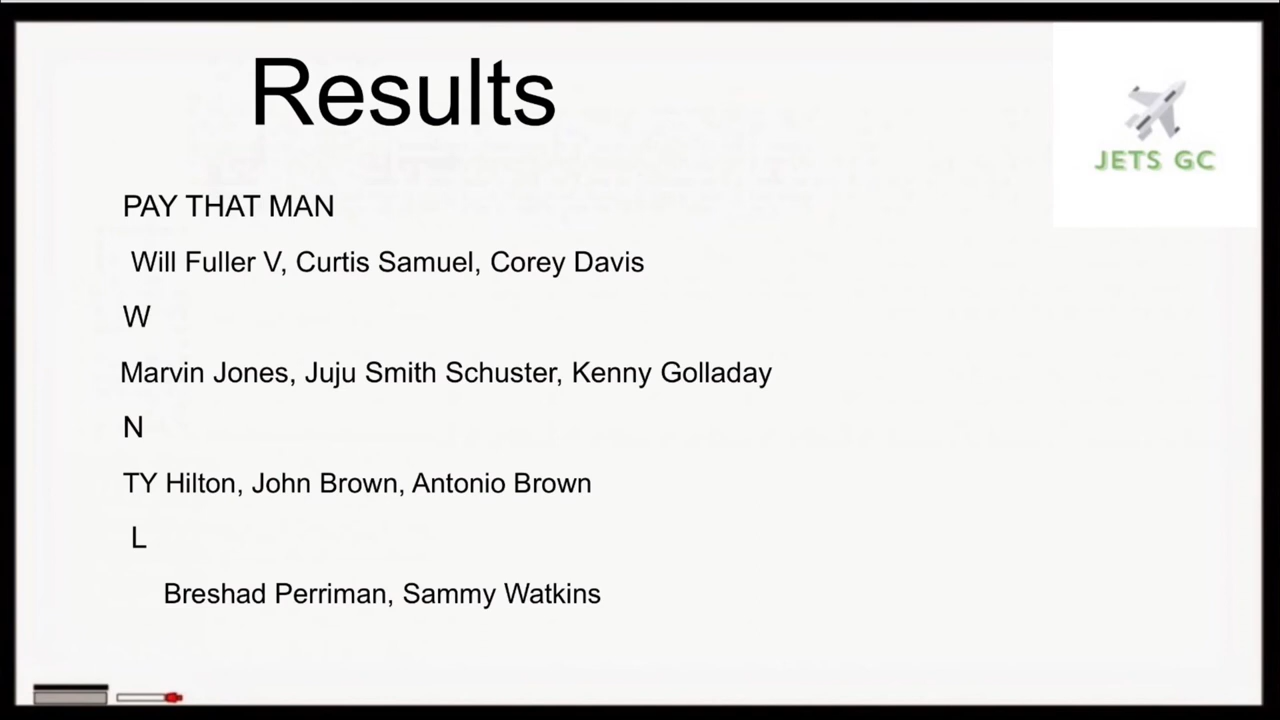 Results
JETS GC
PAY THAT MAN
Will Fuller V, Curtis Samuel, Corey Davis
W
Marvin Jones, Juju Smith Schuster, Kenny Golladay
N
TY Hilton, John Brown, Antonio Brown
L
Breshad Perriman, Sammy Watkins